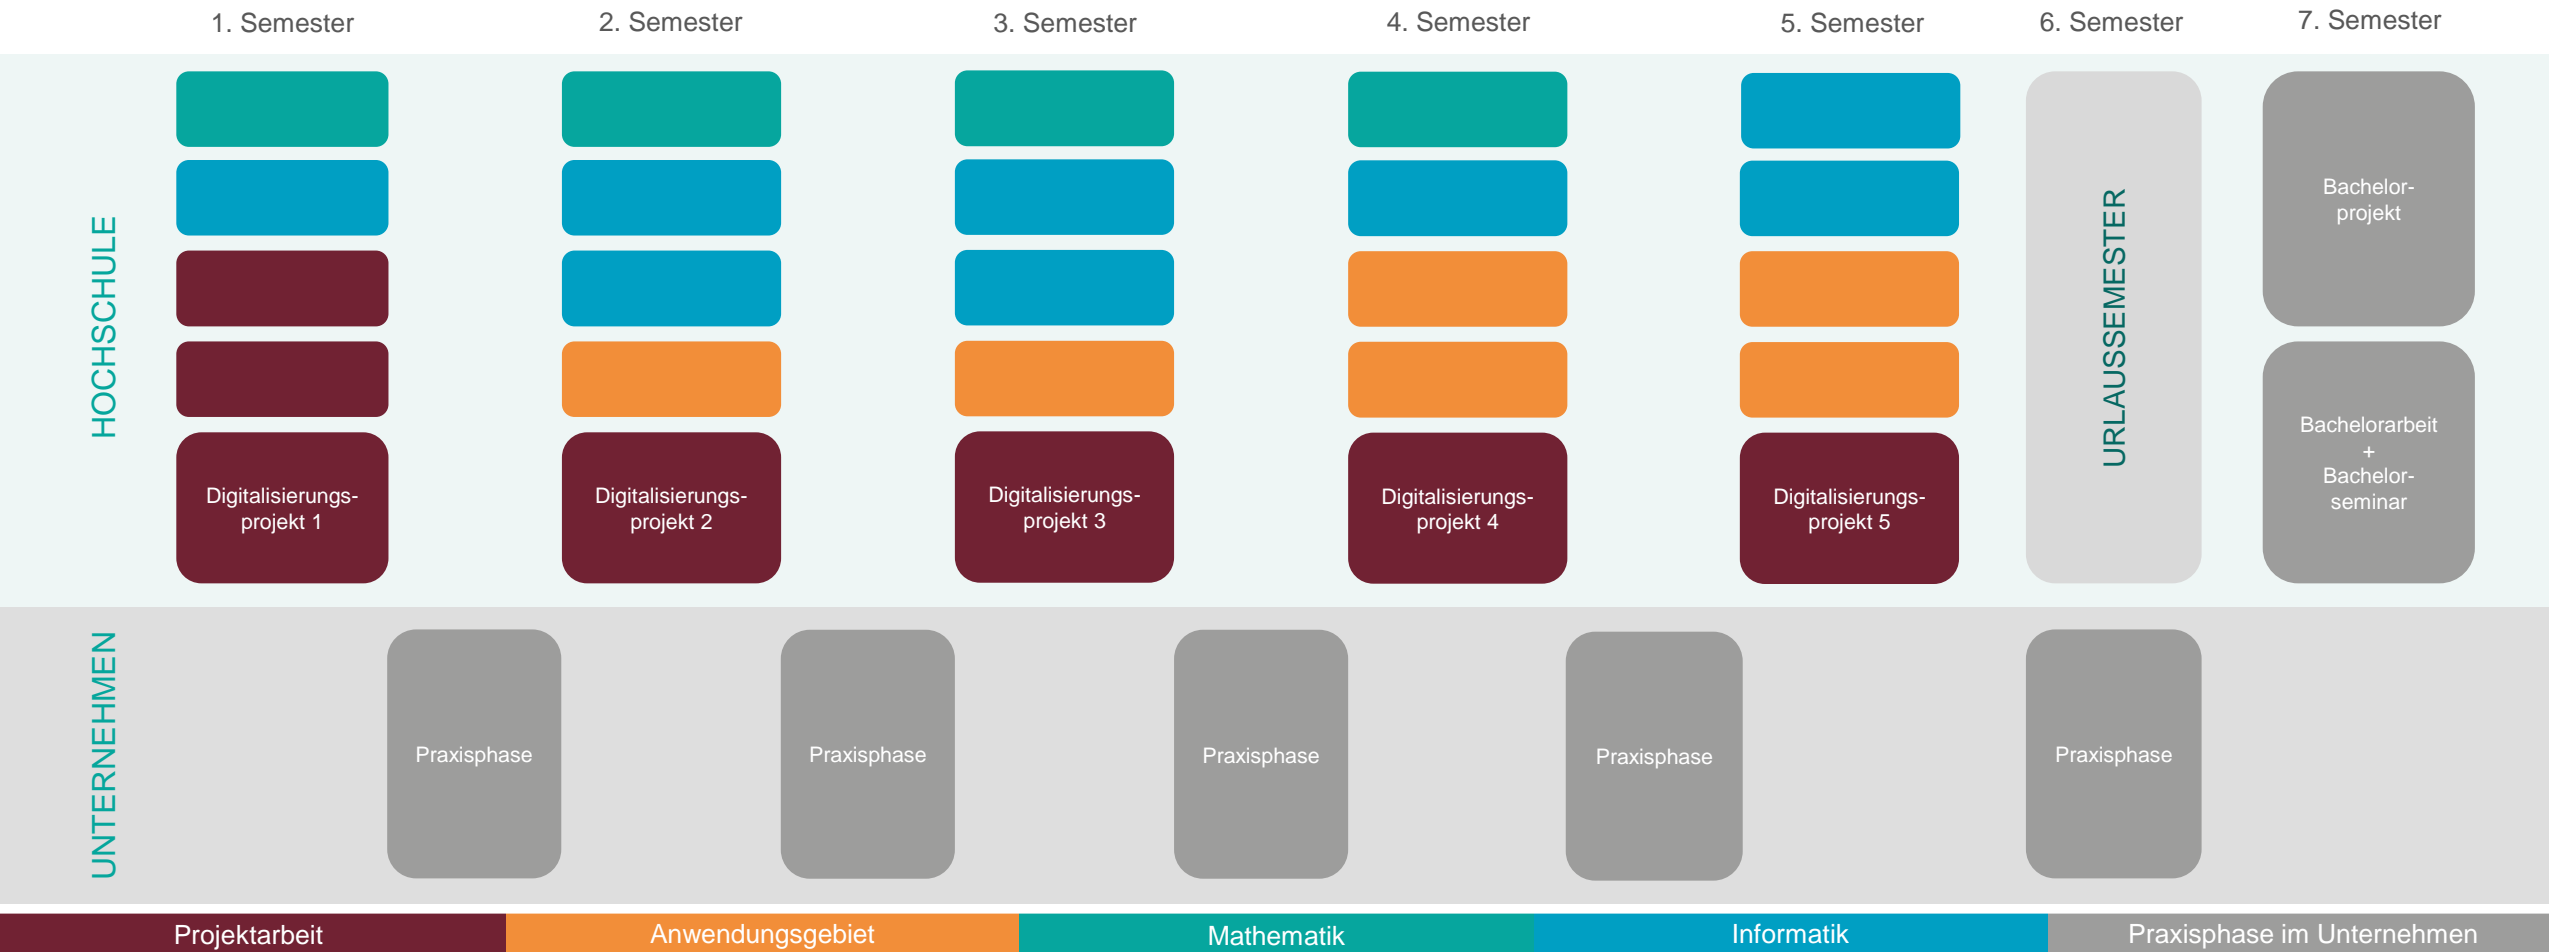 1. Semester
2. Semester
3. Semester
4. Semester
5. Semester
6. Semester
7. Semester
HOCHSCHULE
Digitalisierungs-
projekt 1
Digitalisierungs-
projekt 2
Digitalisierungs-
projekt 3
Digitalisierungs-
projekt 4
Digitalisierungs-
projekt 5
URLAUSSEMESTER
Bachelor-
projekt
Bachelorarbeit
+
Bachelor-
seminar
UNTERNEHMEN
Praxisphase
Praxisphase
Praxisphase
Praxisphase
Praxisphase
Projektarbeit
Anwendungsgebiet
Mathematik
Informatik
Praxisphase im Unternehmen